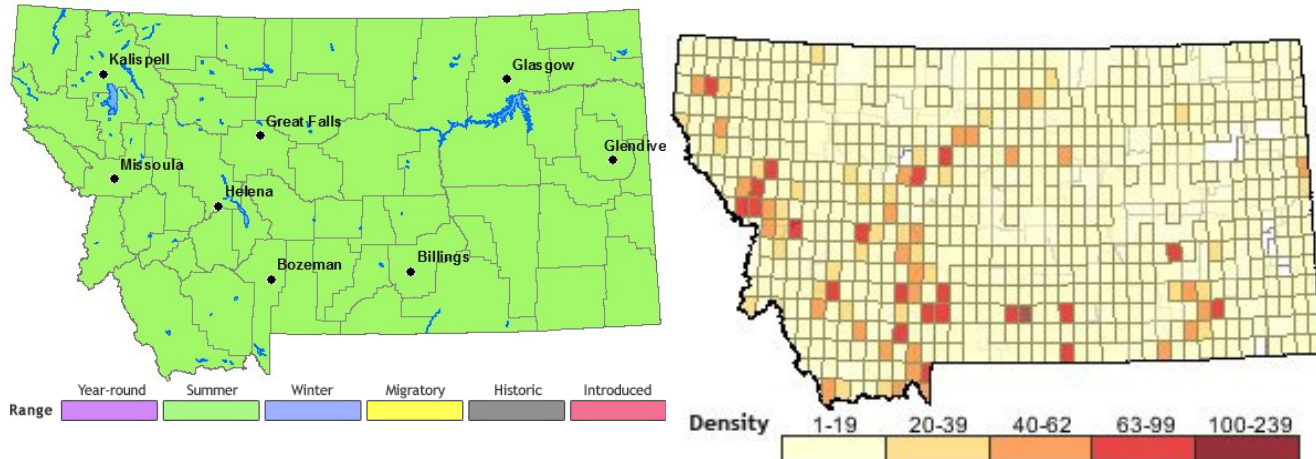 Kalispell
Glasgow
Great Falls
Glendive
Missoula
Helena
Bozeman
Billings
Year-round Summer Winter Migratory Historic Introduced
Range
Density 1-19 20-39 40-62 63-99 100-239